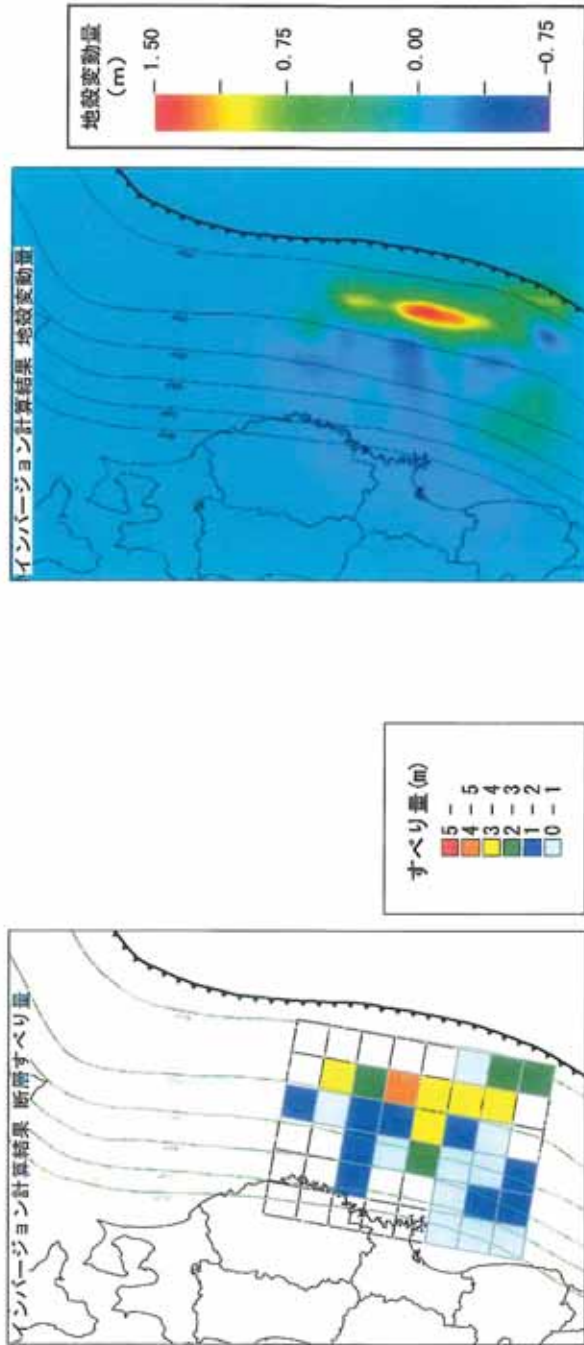 インバージョン計算結果 断層すべり量
すべり量(m)
5 -
4 - 5
3 - 4
2 - 3
1 - 2
0 - 1
インバージョン計算結果 地殻変動量
地殻変動量
(m)
1.50
0.75
0.00
-0.75